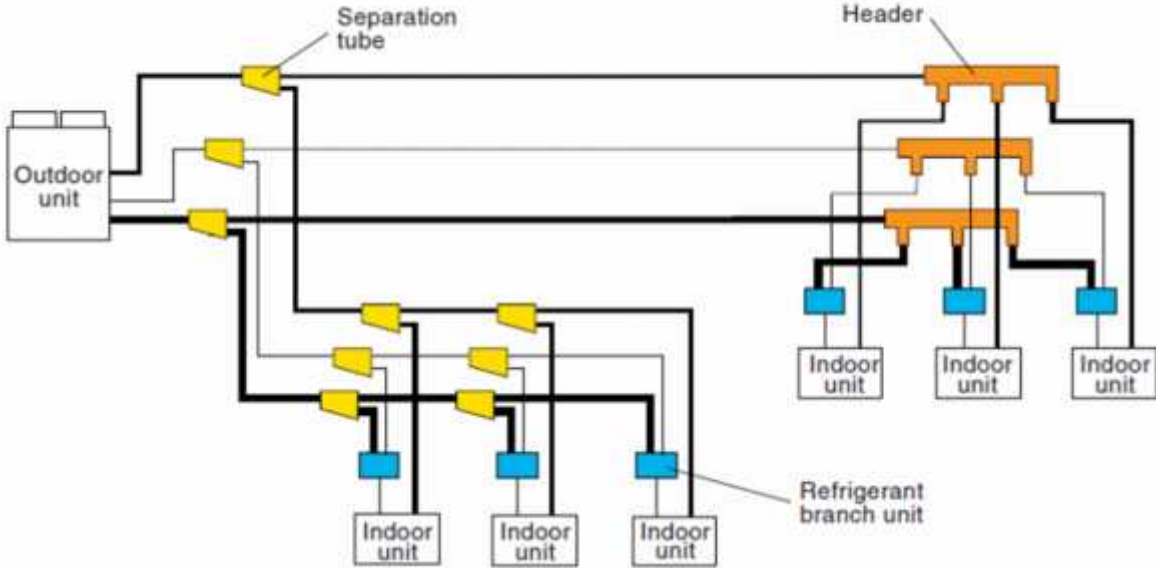 Separation
tube
Header
Outdoor
unit
Indoor
unit
Indoor
unit
Indoor
unit
Refrigerant
branch unit
Indoor
unit
Indoor
unit
Indoor
unit